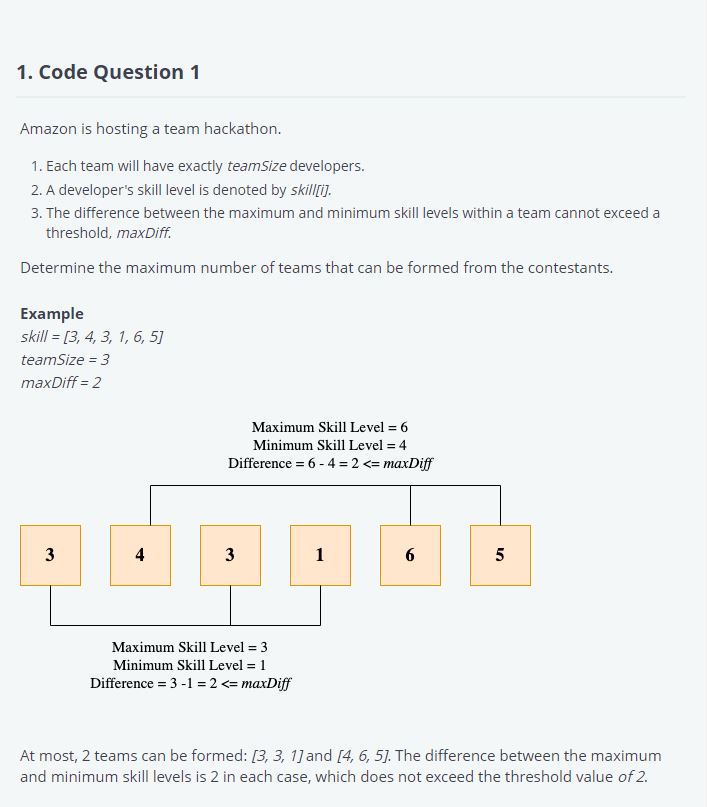 1. Code Question 1
Amazon is hosting a team hackathon.
1. Each team will have exactly teamSize developers.
2. A developer's skill level is denoted by skill[i].
3. The difference between the maximum and minimum skill levels within a team cannot exceed a
threshold, maxDiff.
Determine the maximum number of teams that can be formed from the contestants.
Example
skill = [3, 4, 3, 1, 6, 5]
teamSize = 3
maxDiff = 2
Maximum Skill Level = 6
Minimum Skill Level = 4
Difference = 6 - 4 = 2 <= maxDiff
3 4 3 1 6 5
Maximum Skill Level = 3
Minimum Skill Level = 1
Difference = 3 -1 = 2 <= maxDiff
At most, 2 teams can be formed: [3, 3, 1] and [4, 6, 5]. The difference between the maximum
and minimum skill levels is 2 in each case, which does not exceed the threshold value of 2.